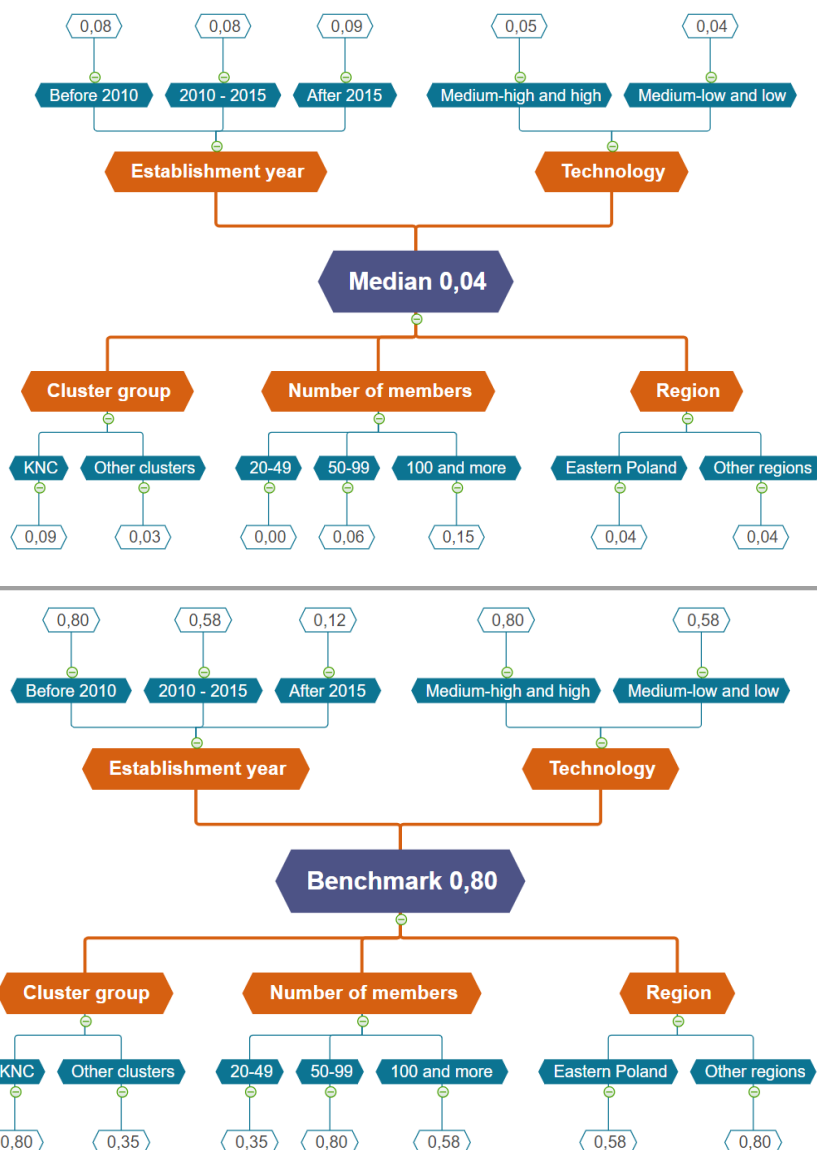 0,08 0,08 0,09 0,05 0,04
Before 2010 2010 - 2015 After 2015 Medium-high and high Medium-low and low
Establishment year Technology
Median 0,04
Cluster group Number of members Region
KNC Other clusters 20-49 50-99 100 and more Eastern Poland Other regions
0,09 0,03 0,00 0,06 0,15 0,04 0,04
0,80 0,58 0,12 0,80 0,58
Before 2010 2010 - 2015 After 2015 Medium-high and high Medium-low and low
Establishment year Technology
Benchmark 0,80
Cluster group Number of members Region
KNC Other clusters 20-49 50-99 100 and more Eastern Poland Other regions
0,80 0,35 0,35 0,80 0,58 0,58 0,80